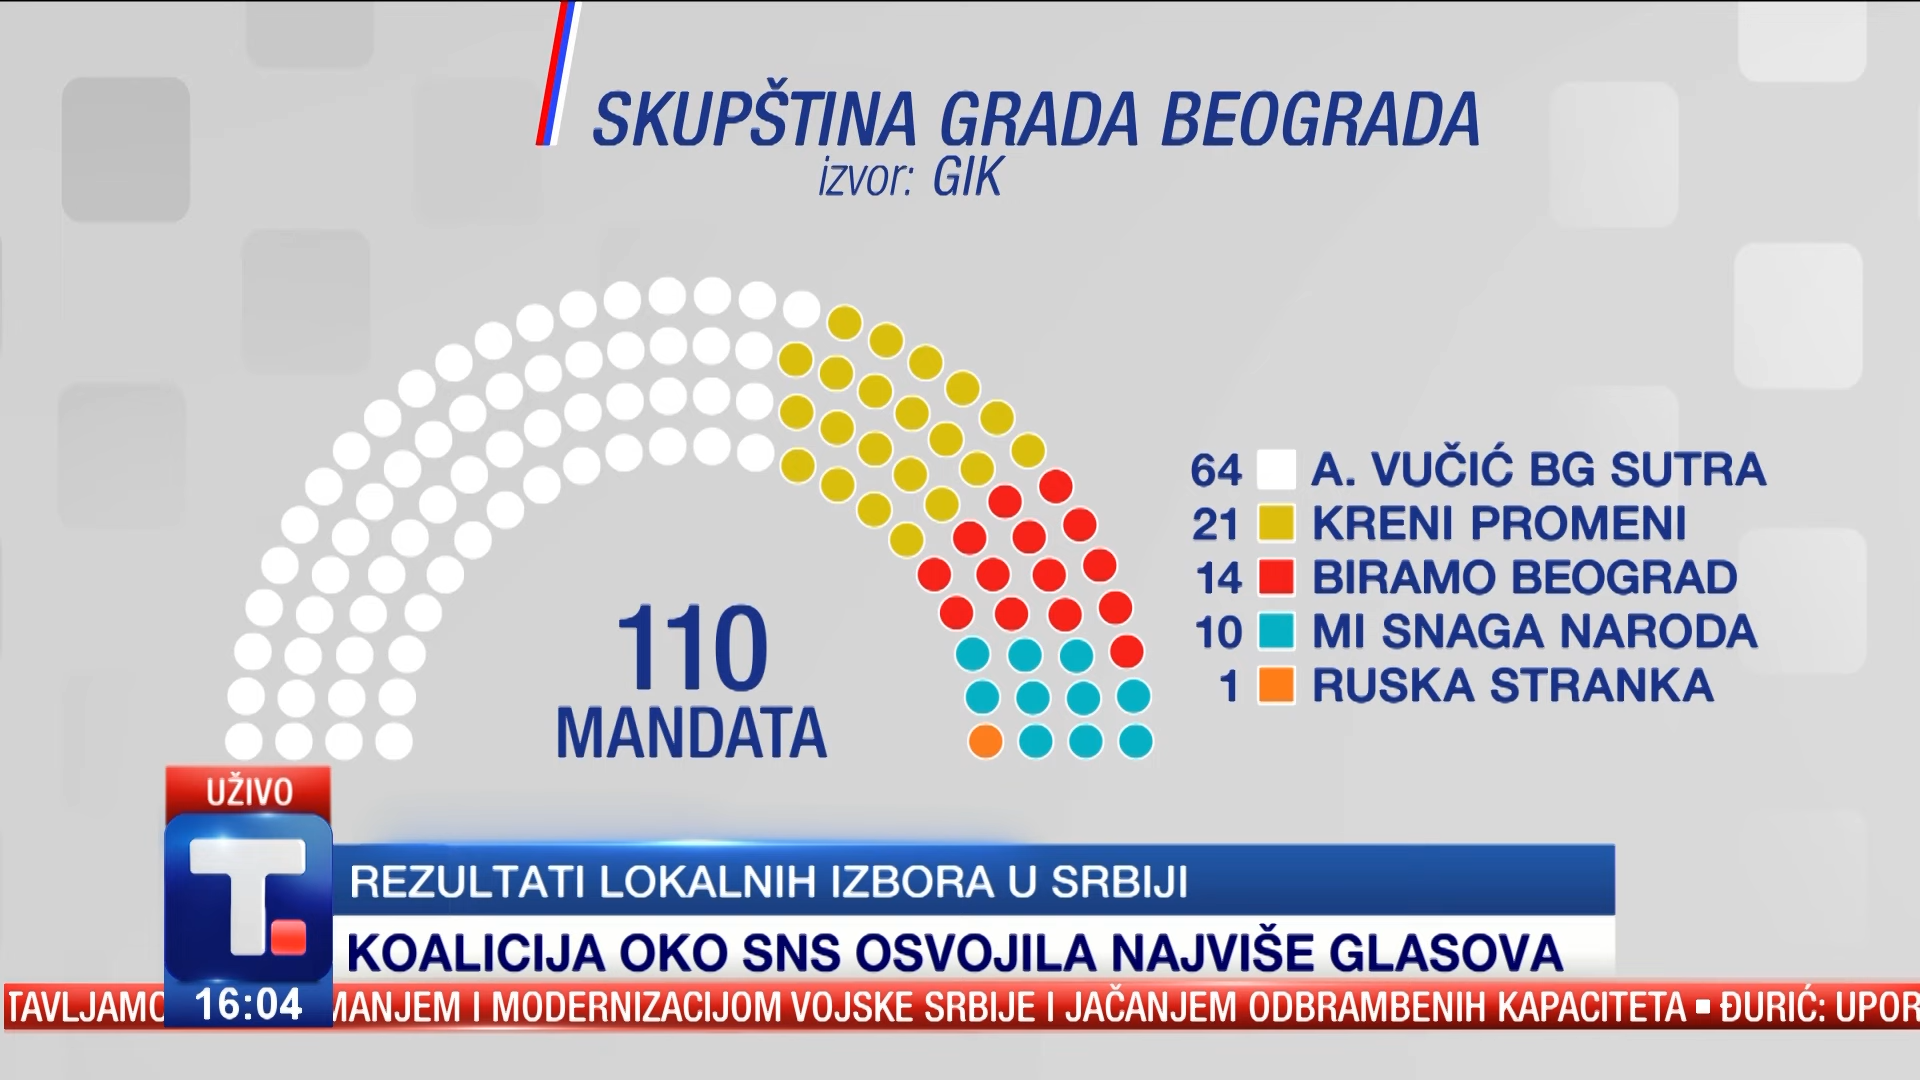 SKUPŠTINA GRADA BEOGRADA
izvor: GIK
110
MANDATA
64 A. VUČIĆ BG SUTRA
21 KRENI PROMENI
14 BIRAMO BEOGRAD
10 MI SNAGA NARODA
1 RUSKA STRANKA
UŽIVO
T.
REZULTATI LOKALNIH IZBORA U SRBIJI
KOALICIJA OKO SNS OSVOJILA NAJVIŠE GLASOVA
16:04
TAVLJAMO MANJEM I MODERNIZACIJOM VOJSKE SRBIJE I JAČANJEM ODBRAMBENIH KAPACITETA ▪ ĐURIĆ: UPOR